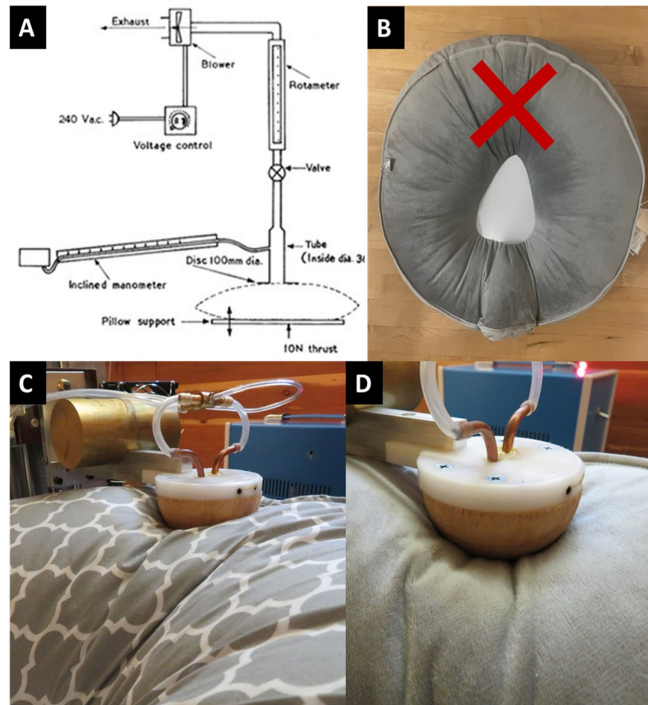 A
Exhaust
Blower
Rotameter
240 V a.c.
Voltage control
Valve
Tube
(Inside dia. 36
Disc 100mm dia.
Inclined manometer
Pillow support
10N thrust
B
C
D